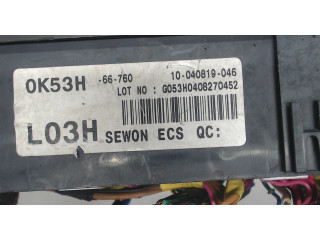 0K53H -66-760 10-040819-046
LOT NO : G053H0408270452
L03H SEWON ECS QC: